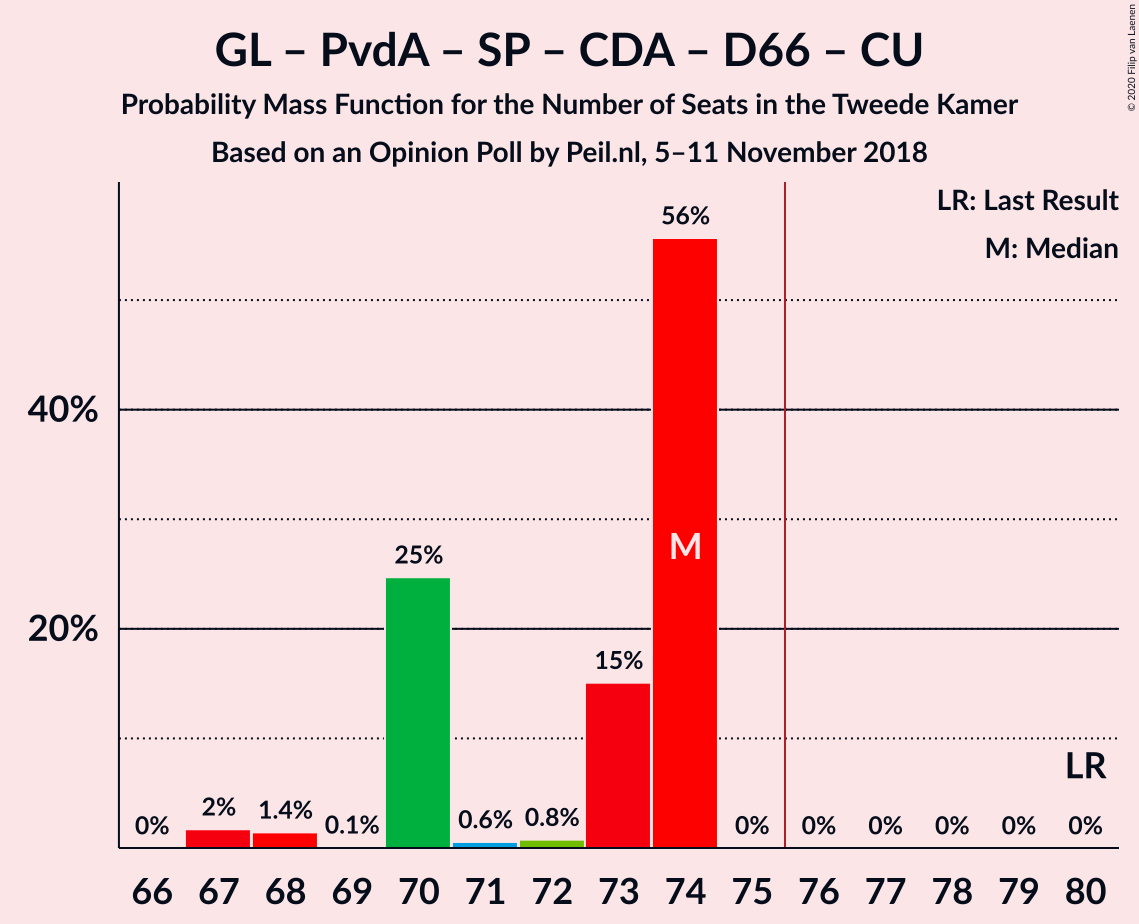 GL – PvdA – SP – CDA – D66 – CU
Probability Mass Function for the Number of Seats in the Tweede Kamer
Based on an Opinion Poll by Peil.nl, 5–11 November 2018
© 2020 Filip van Laenen
LR: Last Result
M: Median
56%
40%
M
25%
20%
15%
LR
0%
2%
1.4%
0.1%
0.6%
0.8%
0%
0%
0%
0%
0%
0%
66 67 68 69 70 71 72 73 74 75 76 77 78 79 80